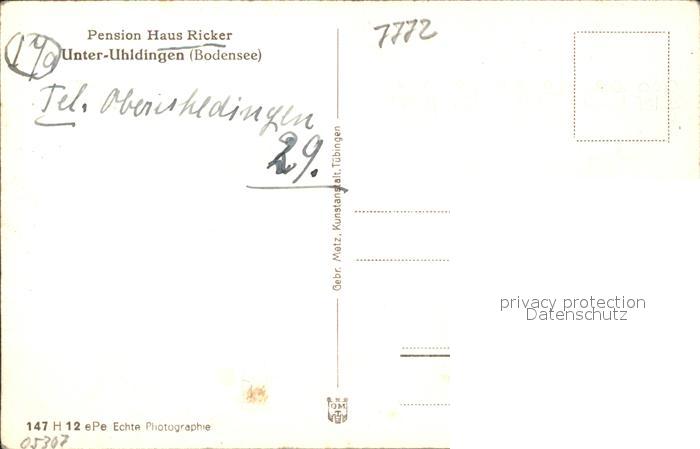 Pension Haus Ricker
17a
Unter-Uhldingen (Bodensee)
Tel. Oberuhldingen
29.
7772
Gebr. Metz, Kunstanstalt, Tübingen
privacy protection
Datenschutz
147 H 12 ePe Echte Photographie
05307